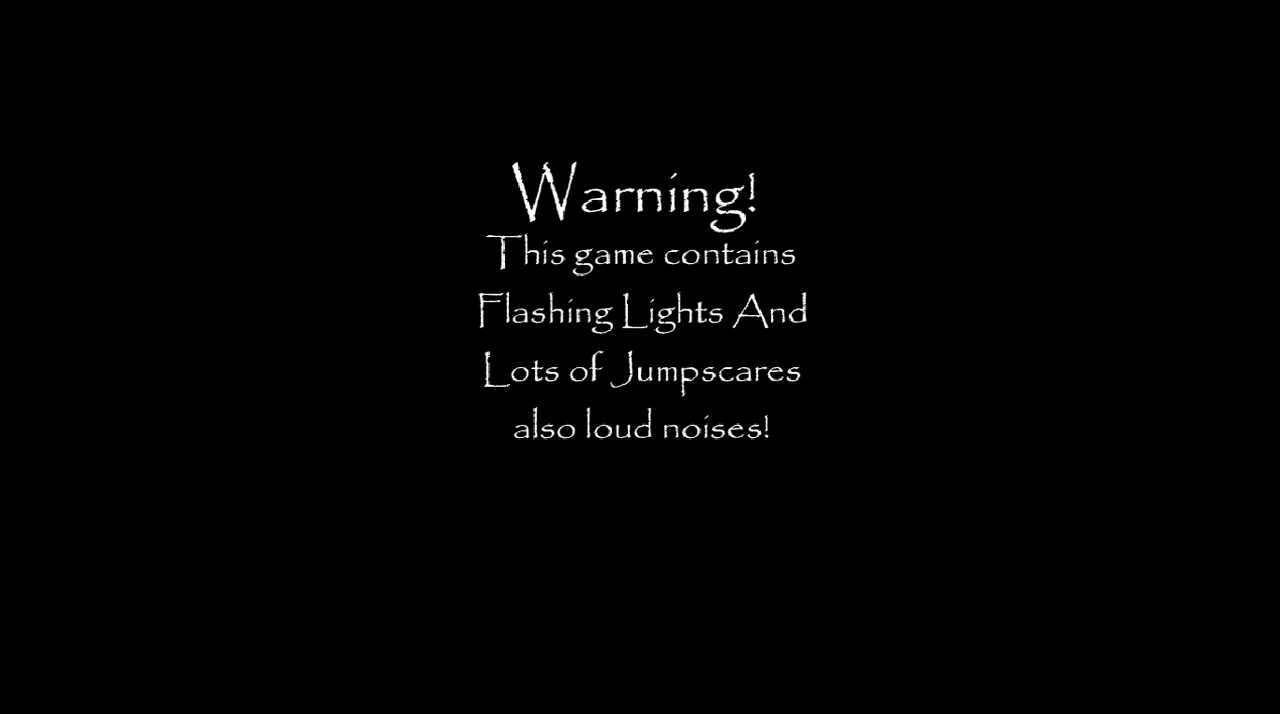 Warning!
This game contains
Flashing Lights And
Lots of Jumpscares
also loud noises!